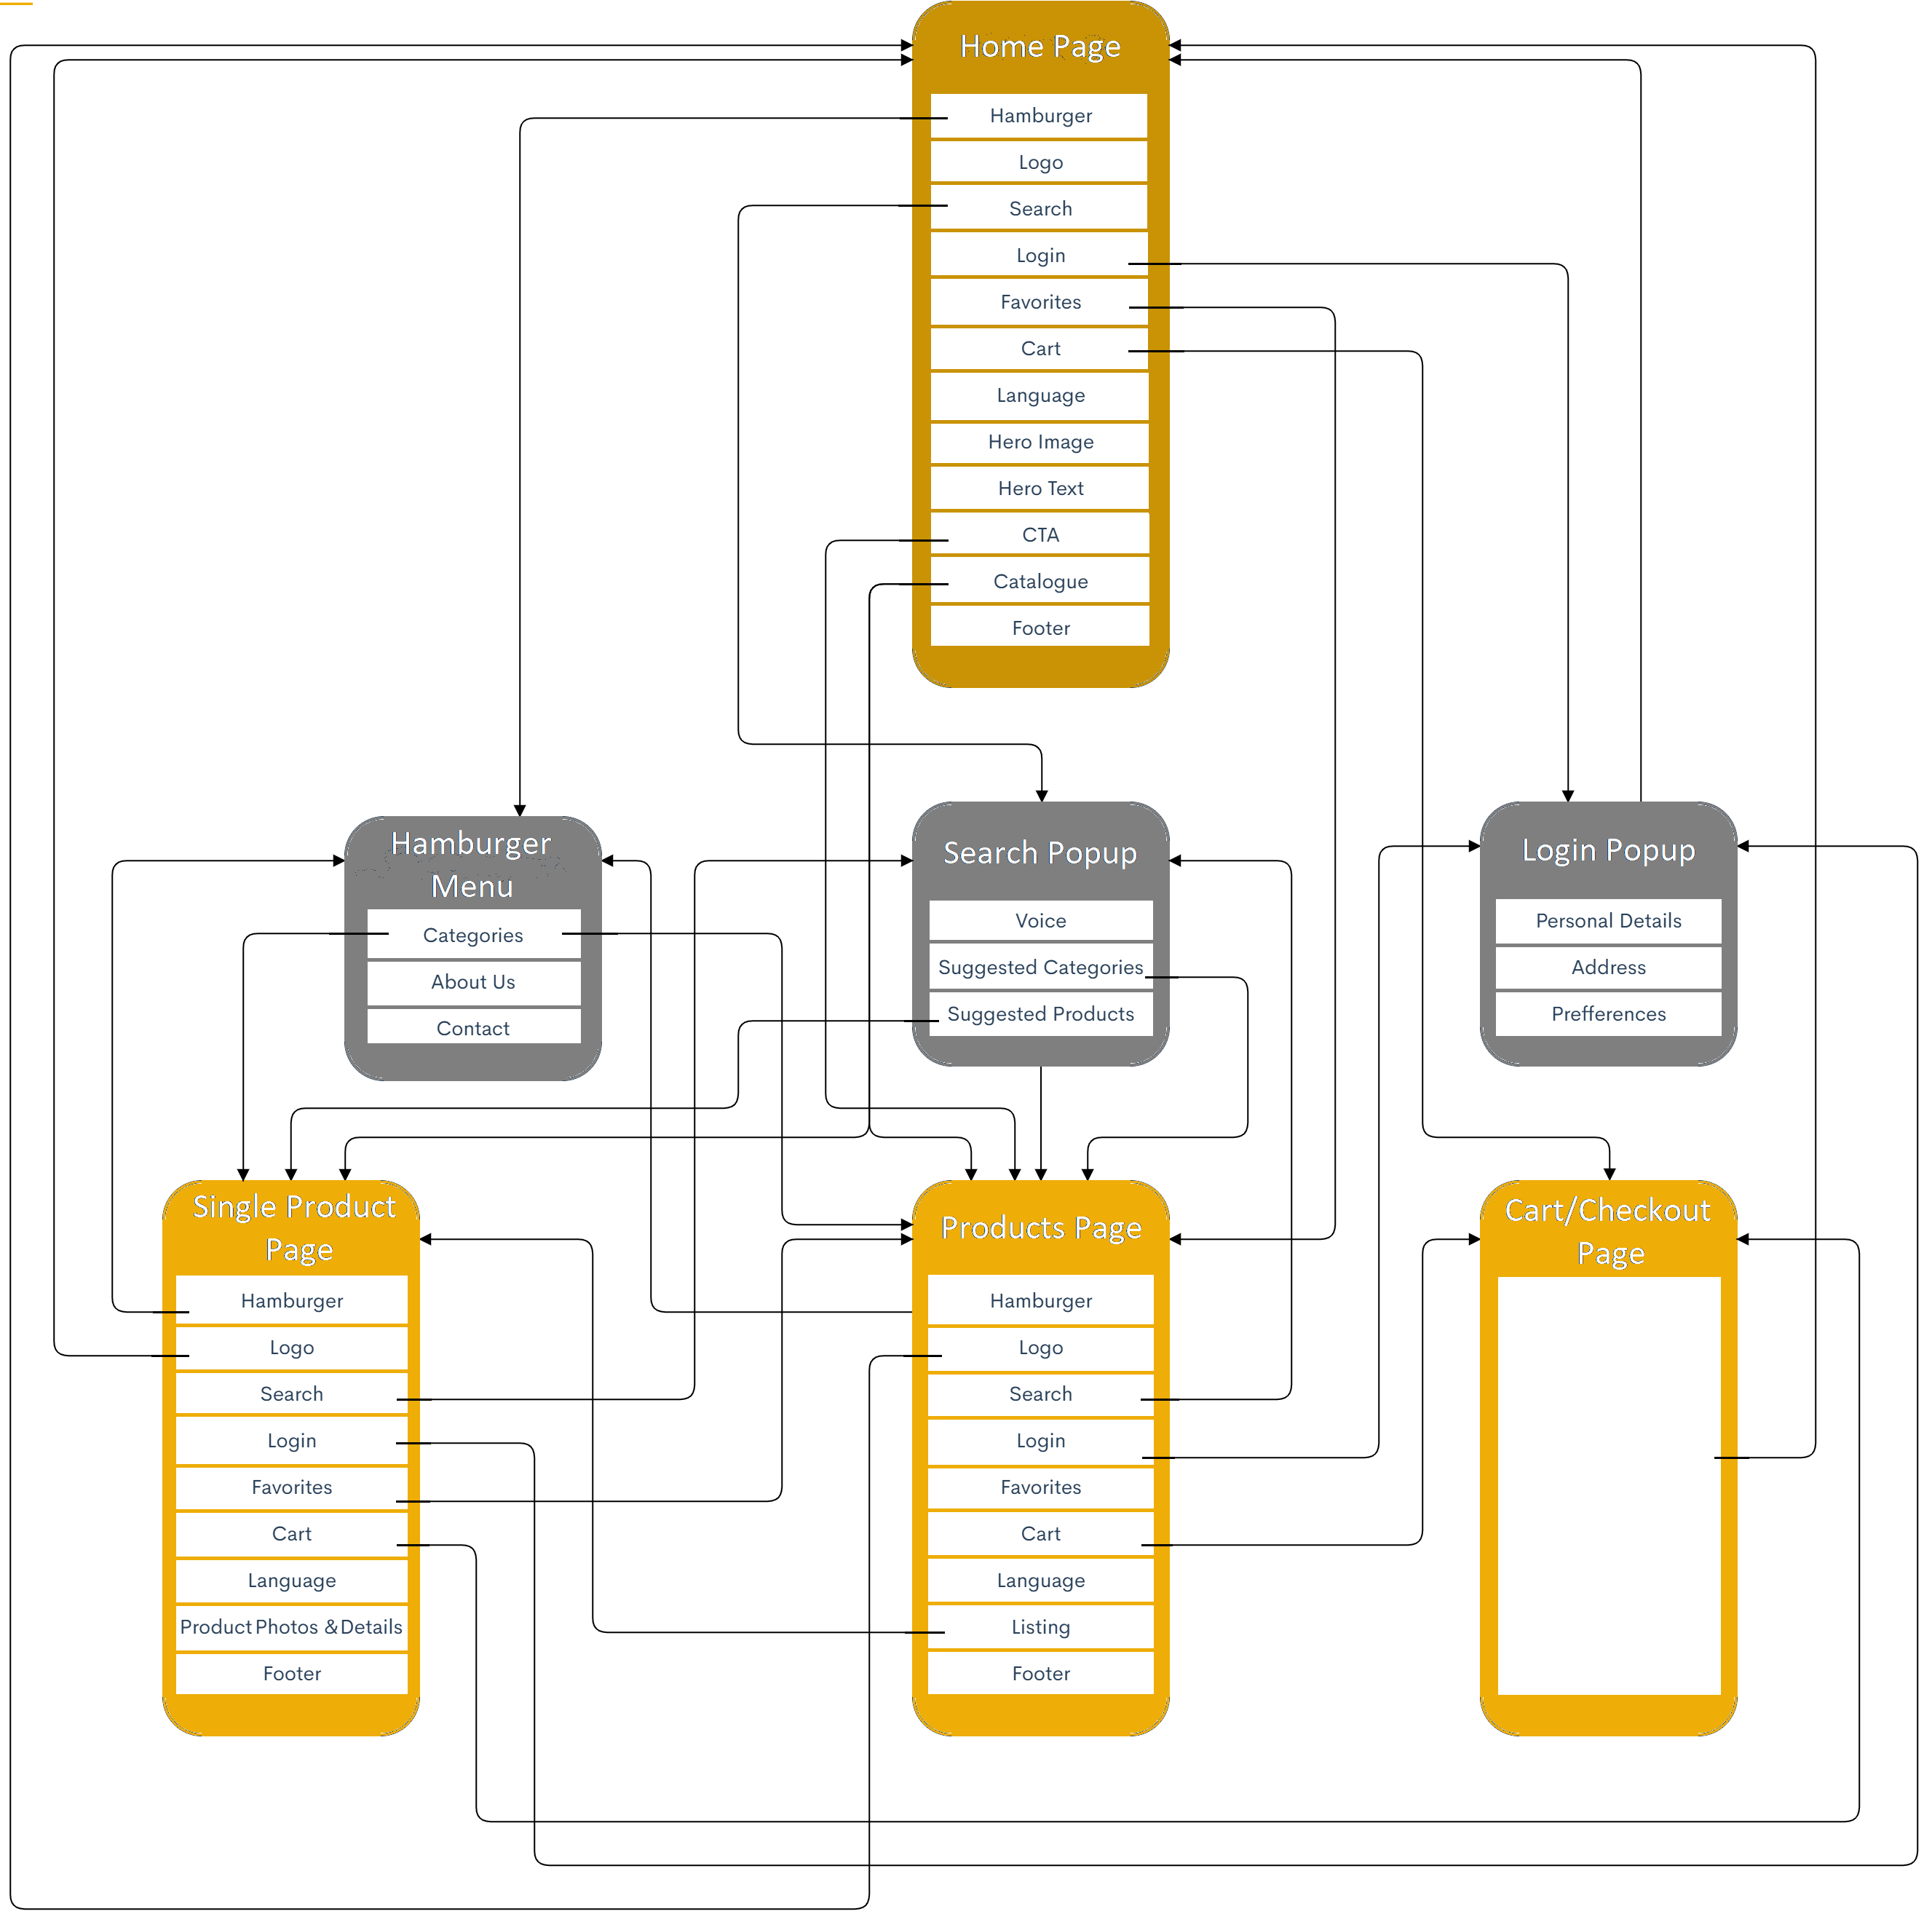 Home Page
Hamburger
Logo
Search
Login
Favorites
Cart
Language
Hero Image
Hero Text
CTA
Catalogue
Footer
Hamburger
Menu
Categories
About Us
Contact
Search Popup
Voice
Suggested Categories
Suggested Products
Login Popup
Personal Details
Address
Prefferences
Single Product
Page
Hamburger
Logo
Search
Login
Favorites
Cart
Language
Product Photos & Details
Footer
Products Page
Hamburger
Logo
Search
Login
Favorites
Cart
Language
Listing
Footer
Cart/Checkout
Page